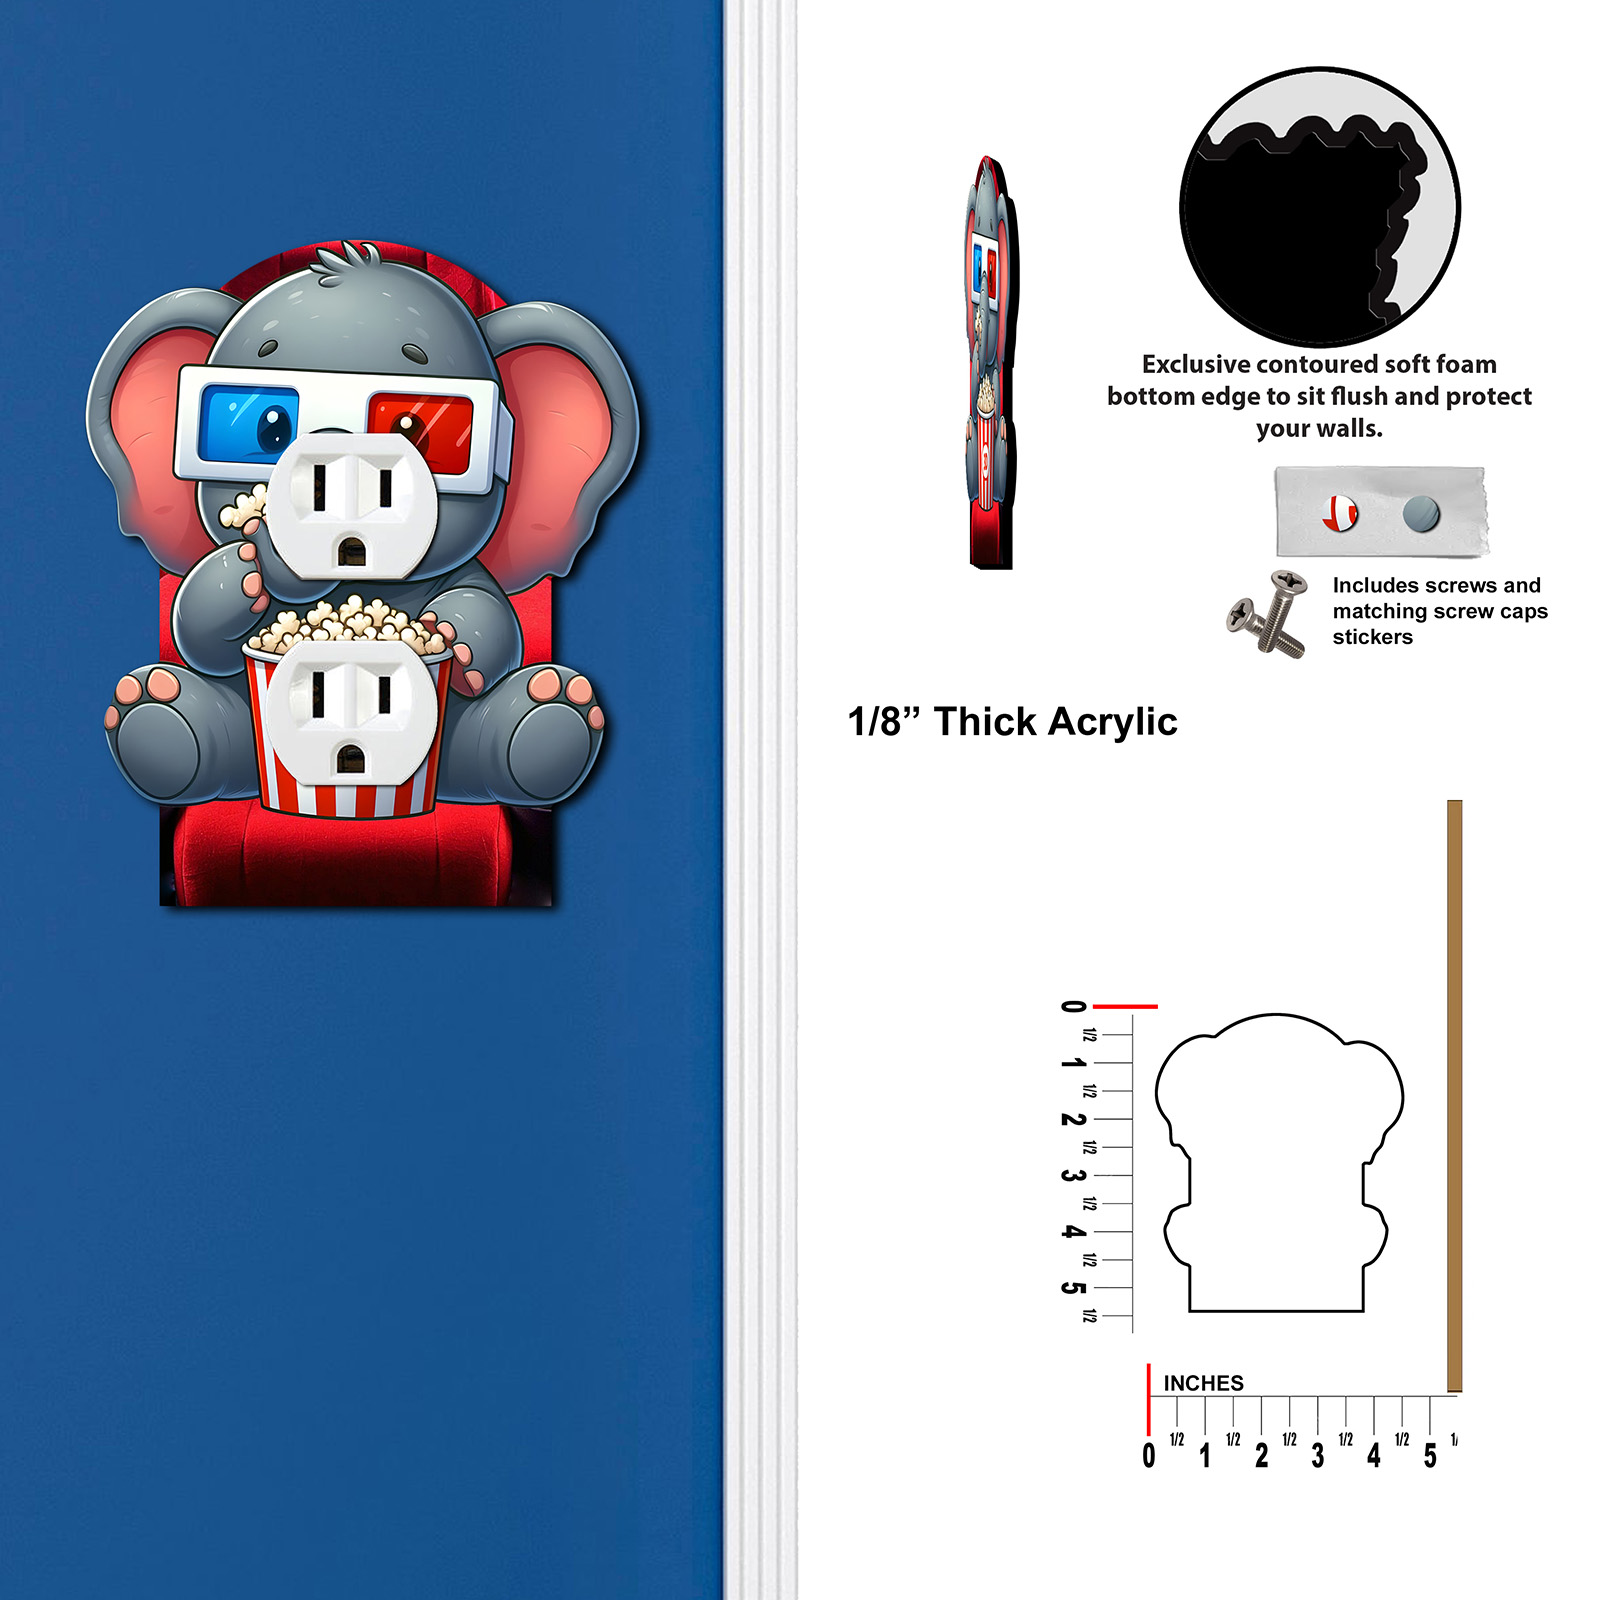 Exclusive contoured soft foam
bottom edge to sit flush and protect
your walls.
Includes screws and
matching screw caps
stickers
1/8” Thick Acrylic
0
1/2
1
1/2
2
1/2
3
1/2
4
1/2
5
1/2
INCHES
0 1/2 1 1/2 2 1/2 3 1/2 4 1/2 5 1/